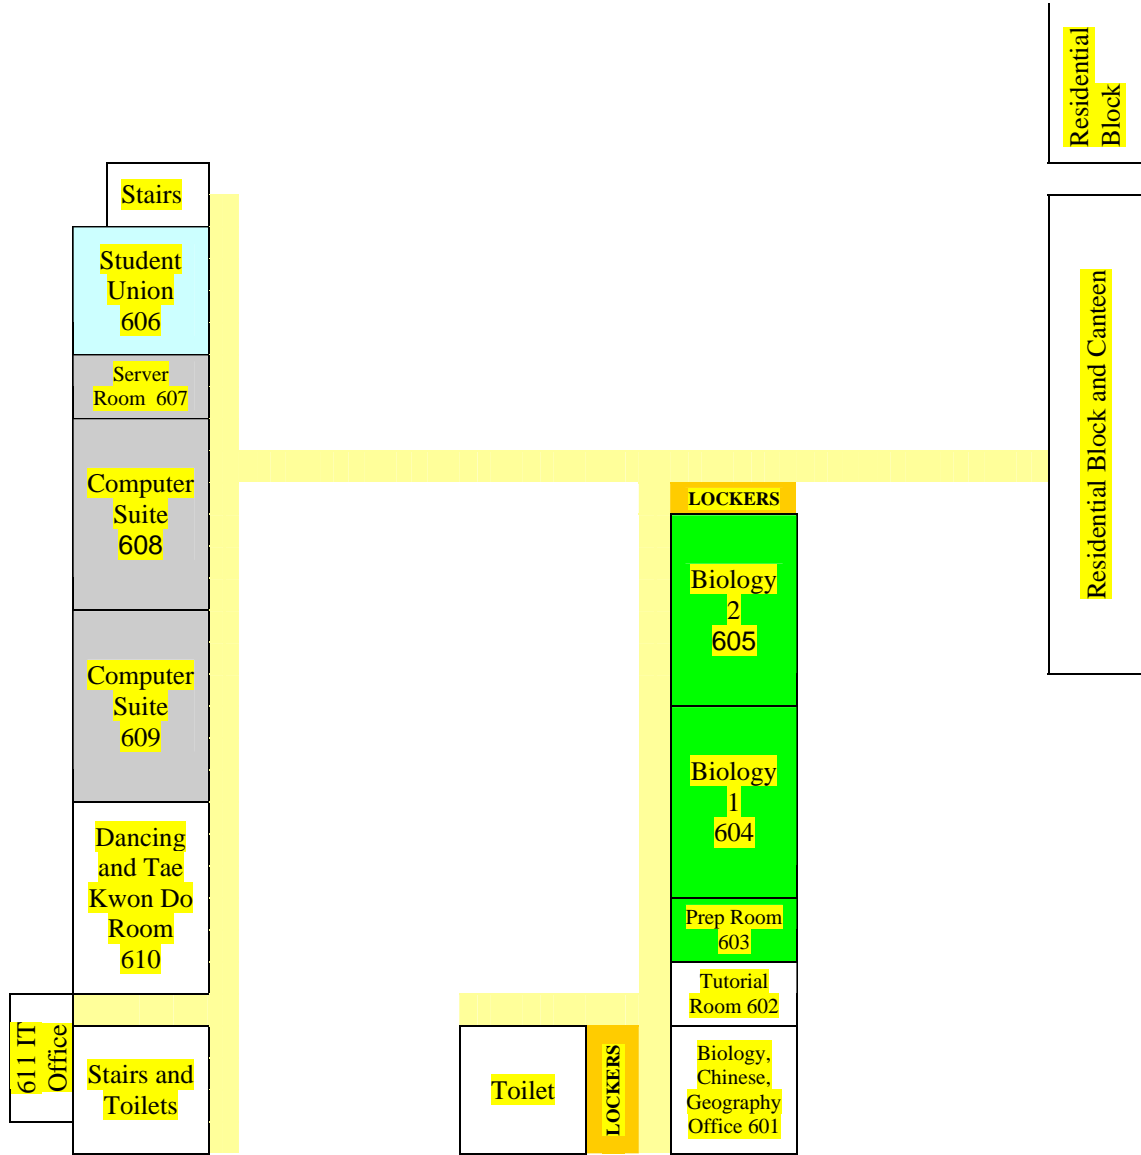 Residential
Block
Stairs
Student
Union
606
Server
Room 607
Computer
Suite
608
Computer
Suite
609
Dancing
and Tae
Kwon Do
Room
610
611 IT
Office
Stairs and
Toilets
Residential Block and Canteen
LOCKERS
Biology
2
605
Biology
1
604
Prep Room
603
Tutorial
Room 602
Biology,
Chinese,
Geography
Office 601
Toilet
LOCKERS